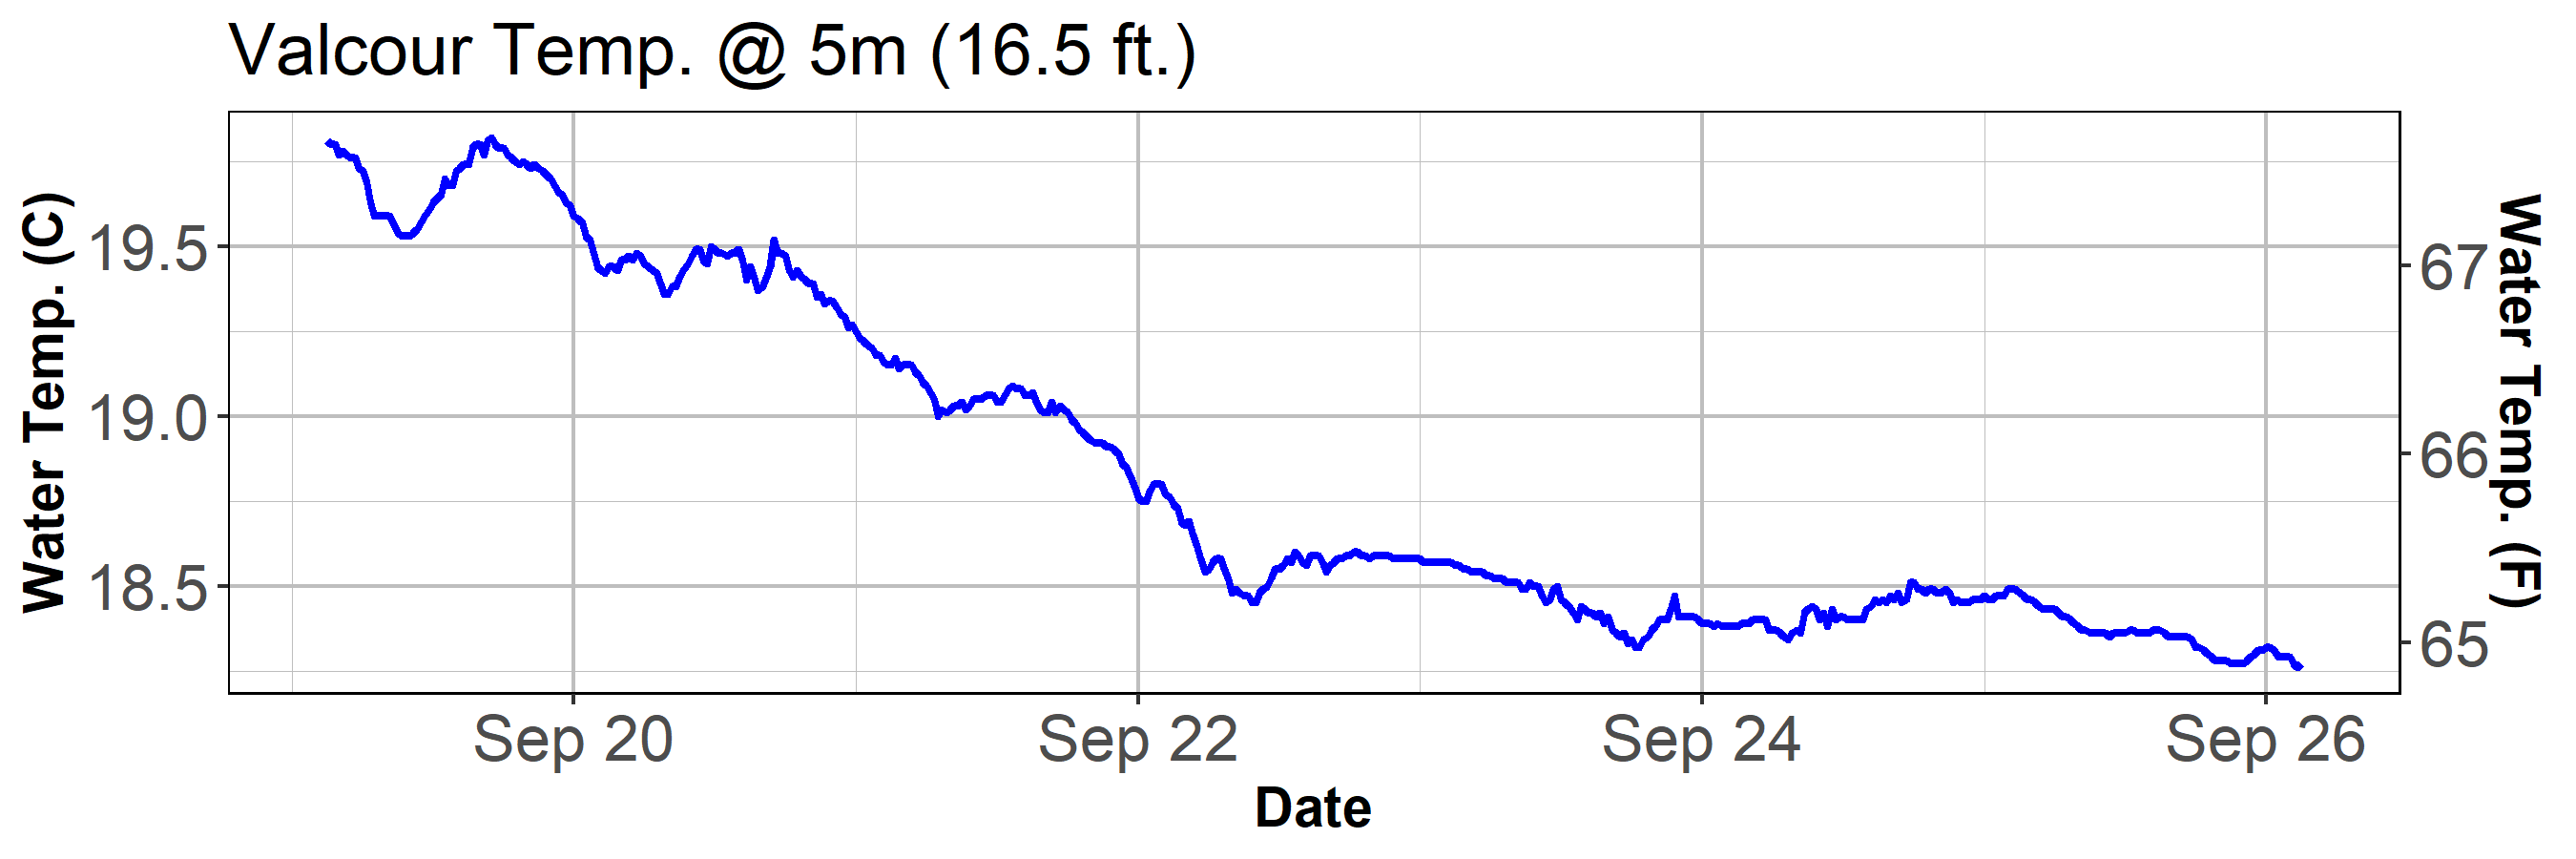 Valcour Temp. @ 5m (16.5 ft.)
Water Temp. (C)
19.5
19.0
18.5
67
66
65
Water Temp. (F)
Sep 20
Sep 22
Sep 24
Sep 26
Date